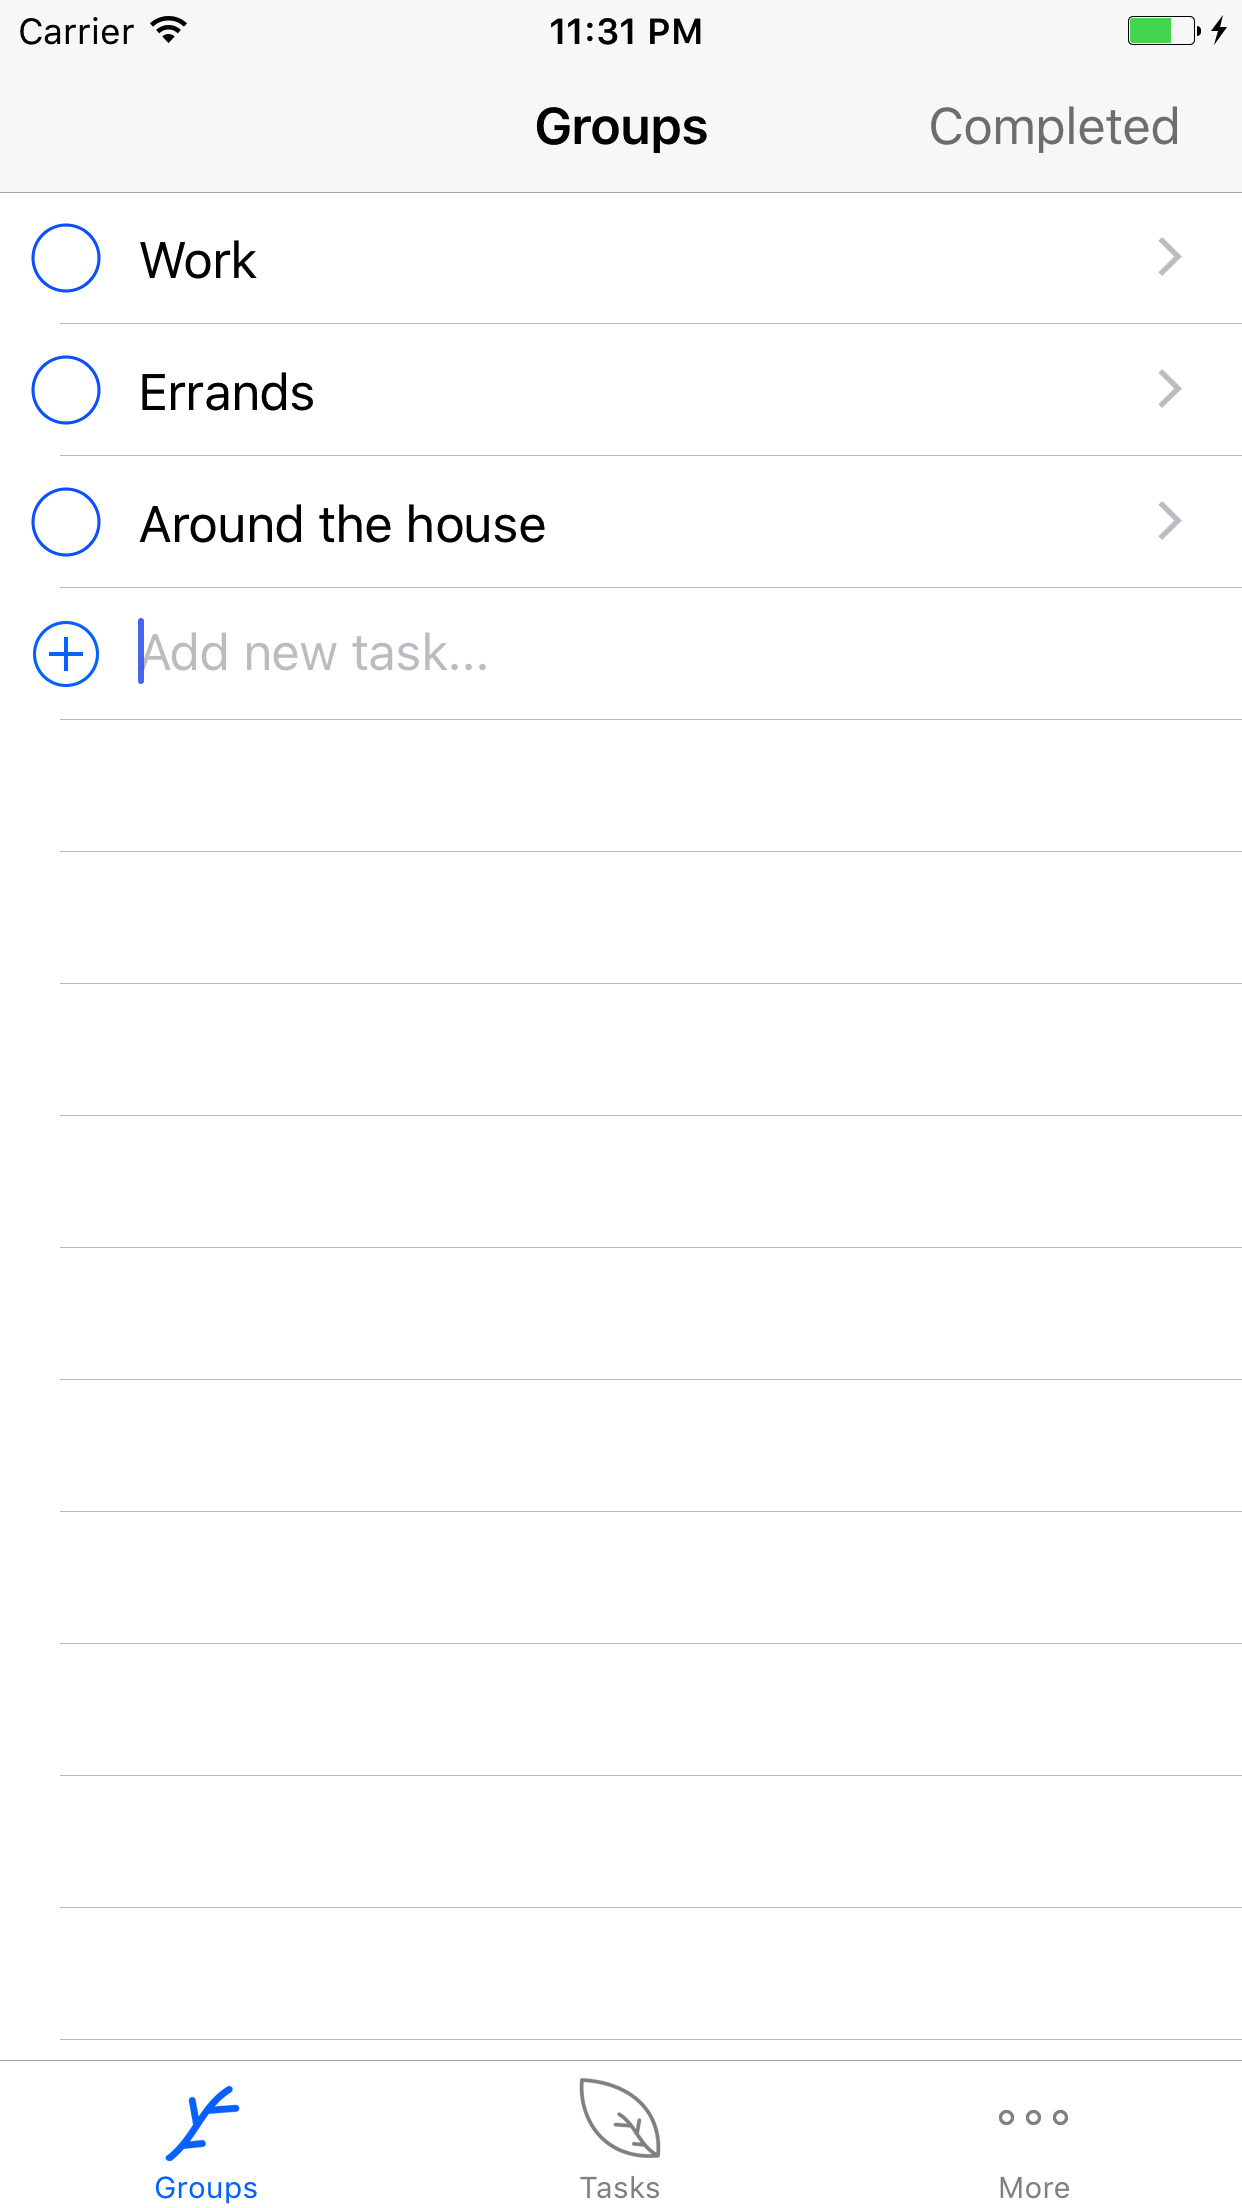 Carrier 11:31 PM
Groups Completed
Work
Errands
Around the house
Add new task...
Groups Tasks More